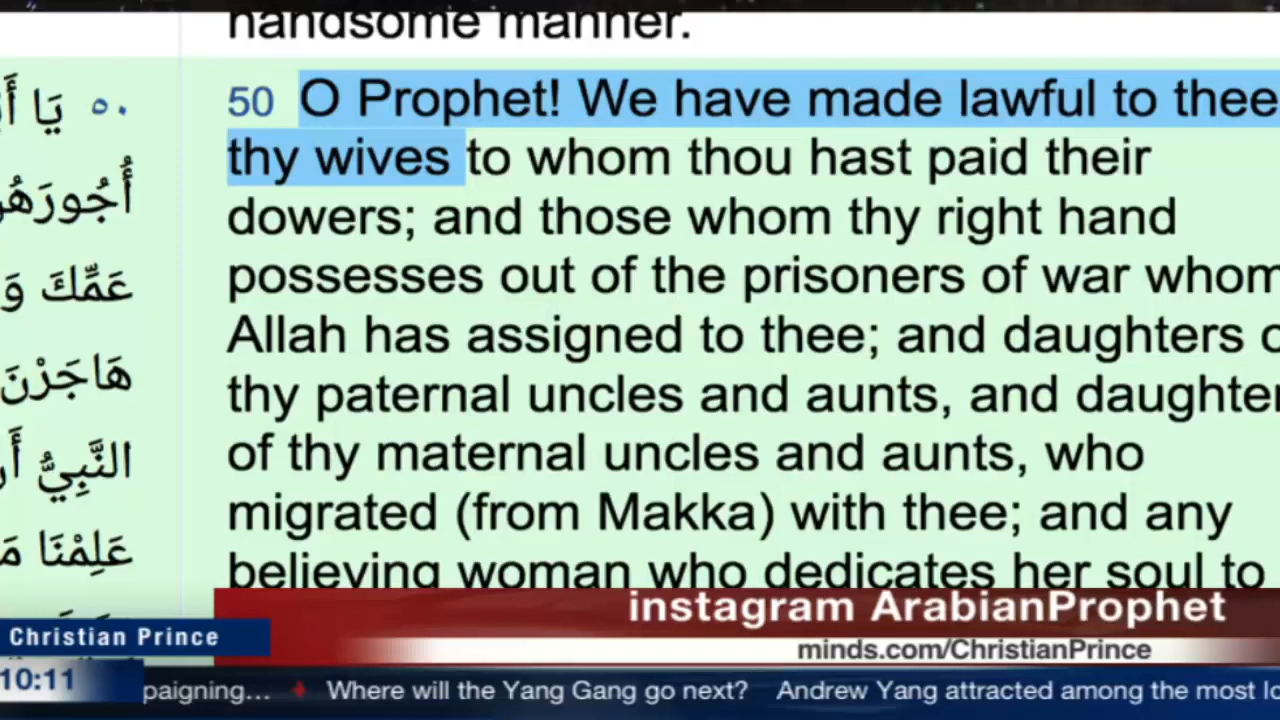 handsome manner.
50 O Prophet! We have made lawful to thee
thy wives to whom thou hast paid their
dowers; and those whom thy right hand
possesses out of the prisoners of war whom
Allah has assigned to thee; and daughters o
thy paternal uncles and aunts, and daughter
of thy maternal uncles and aunts, who
migrated (from Makka) with thee; and any
believing woman who dedicates her soul to
٥٠ يَا
أُجُورَهُ
عَمِّكَ وَ
هَاجَرْنَ
النَّبِيُّ
عَلِمْنَا
instagram ArabianProphet
minds.com/ChristianPrince
Christian Prince
10:11
paigning... Where will the Yang Gang go next? Andrew Yang attracted among the most lo